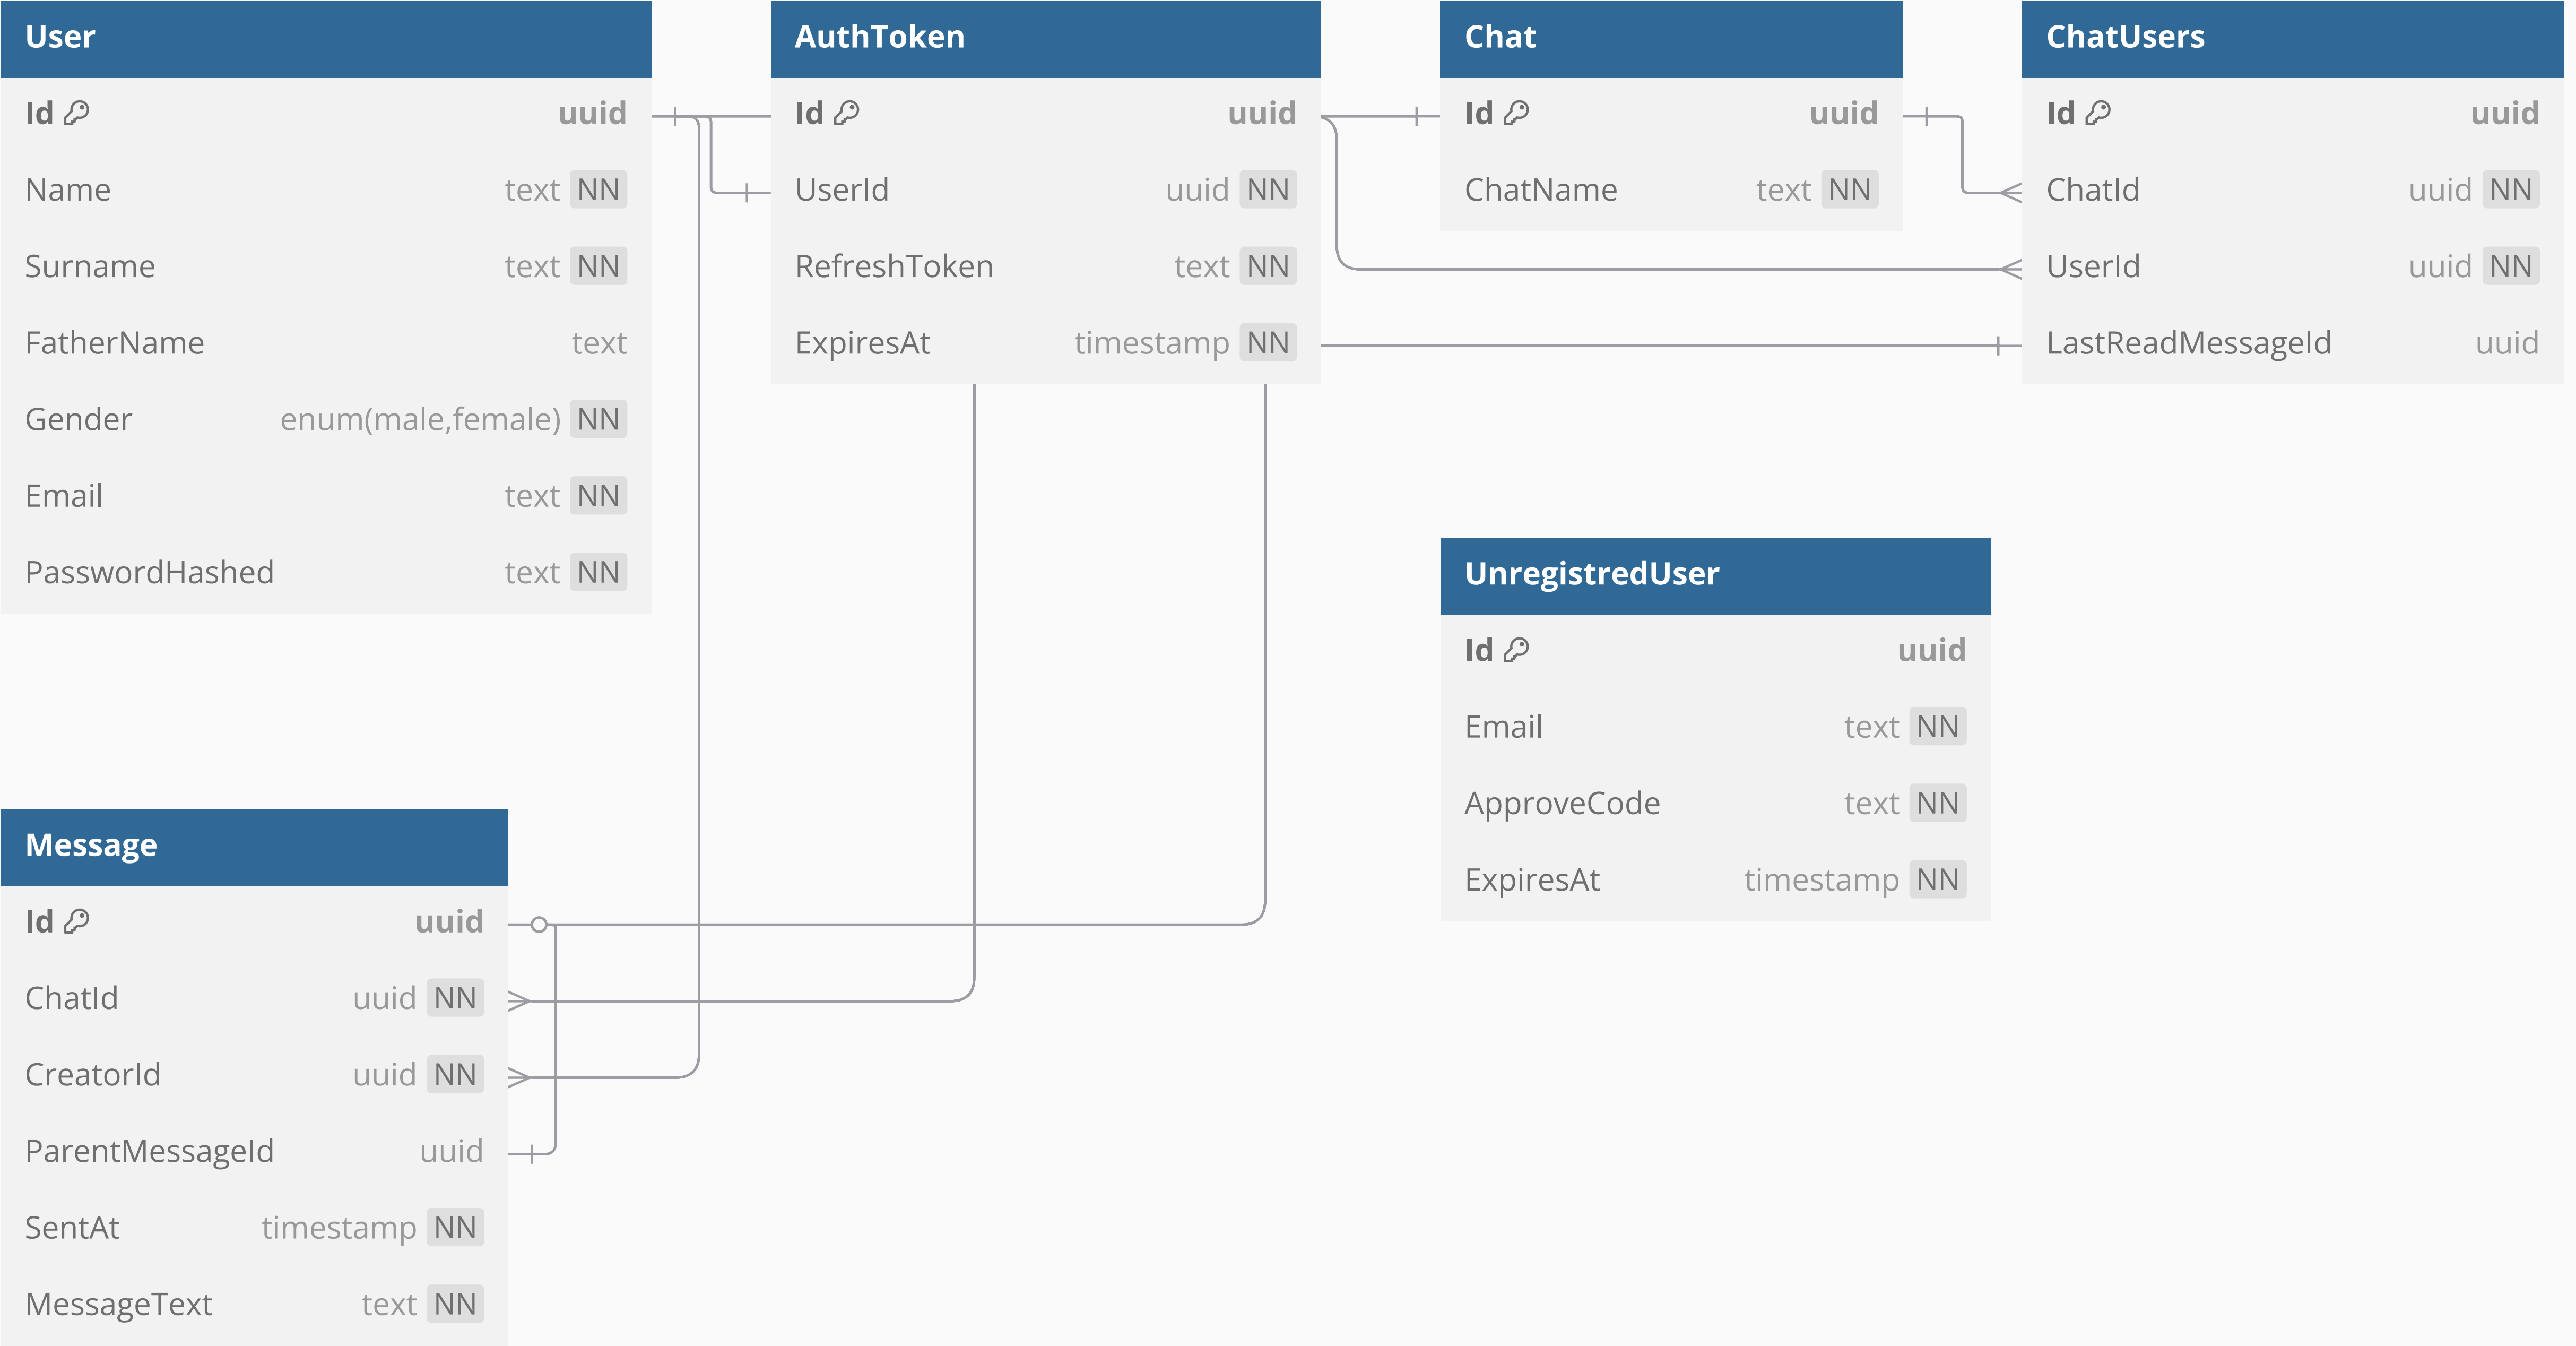 User
Id uuid
Name text NN
Surname text NN
FatherName text
Gender enum(male,female) NN
Email text NN
PasswordHashed text NN
AuthToken
Id uuid
UserId uuid NN
RefreshToken text NN
ExpiresAt timestamp NN
Chat
Id uuid
ChatName text NN
ChatUsers
Id uuid
ChatId uuid NN
UserId uuid NN
LastReadMessageId uuid
UnregistredUser
Id uuid
Email text NN
ApproveCode text NN
ExpiresAt timestamp NN
Message
Id uuid
ChatId uuid NN
CreatorId uuid NN
ParentMessageId uuid
SentAt timestamp NN
MessageText text NN